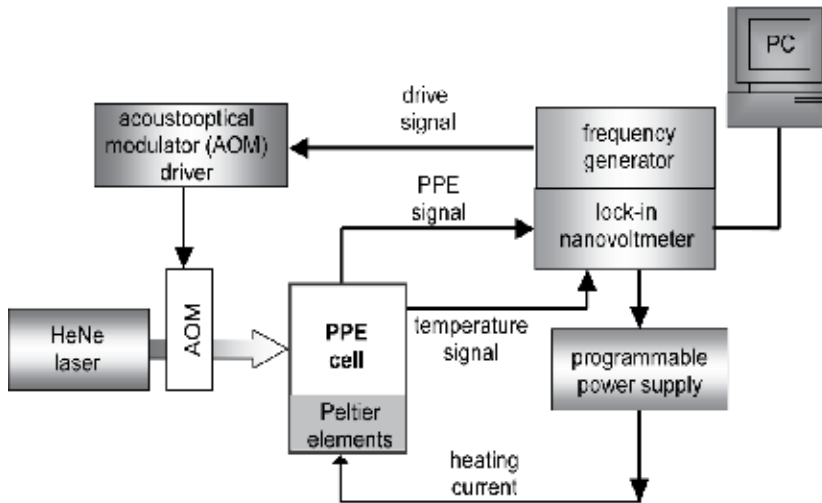 PC
drive
signal
acoustooptical
modulator (AOM)
driver
frequency
generator
PPE
signal
lock-in
nanovoltmeter
HeNe
laser
AOM
PPE
cell
temperature
signal
programmable
power supply
Peltier
elements
heating
current